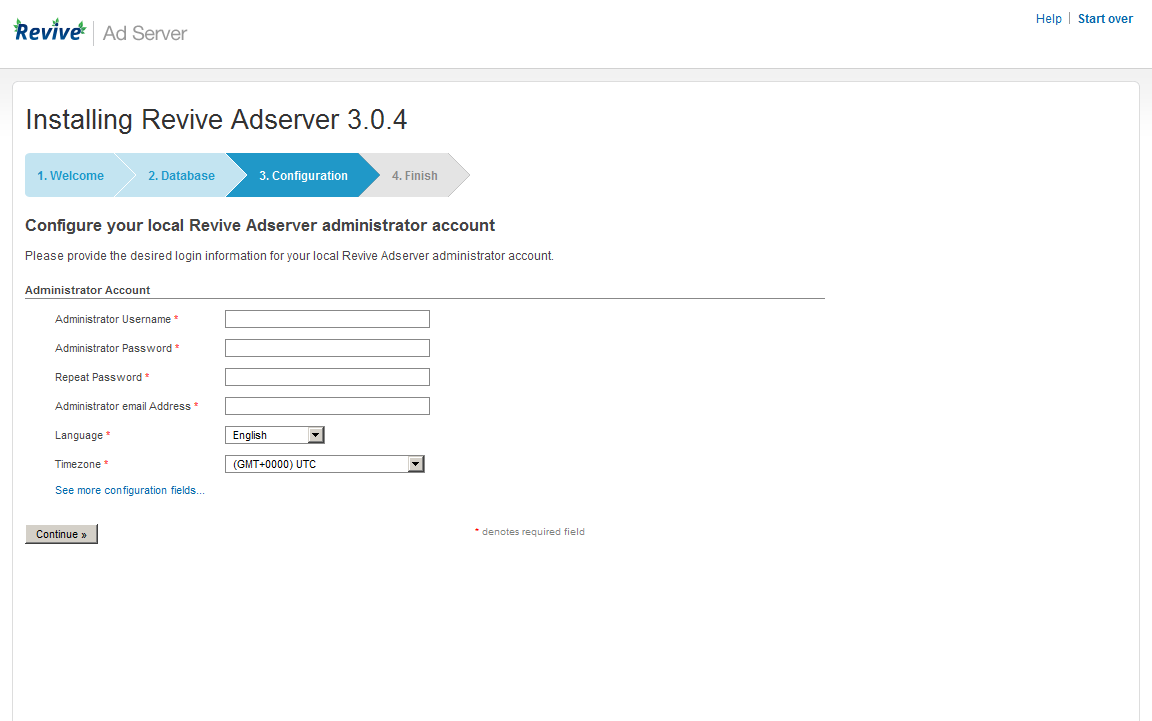 Revive Ad Server
Help Start over
Installing Revive Adserver 3.0.4
1. Welcome 2. Database 3. Configuration 4. Finish
Configure your local Revive Adserver administrator account
Please provide the desired login information for your local Revive Adserver administrator account.
Administrator Account
Administrator Username *
Administrator Password *
Repeat Password *
Administrator email Address *
Language * English
Timezone * (GMT+0000) UTC
See more configuration fields...
Continue » * denotes required field